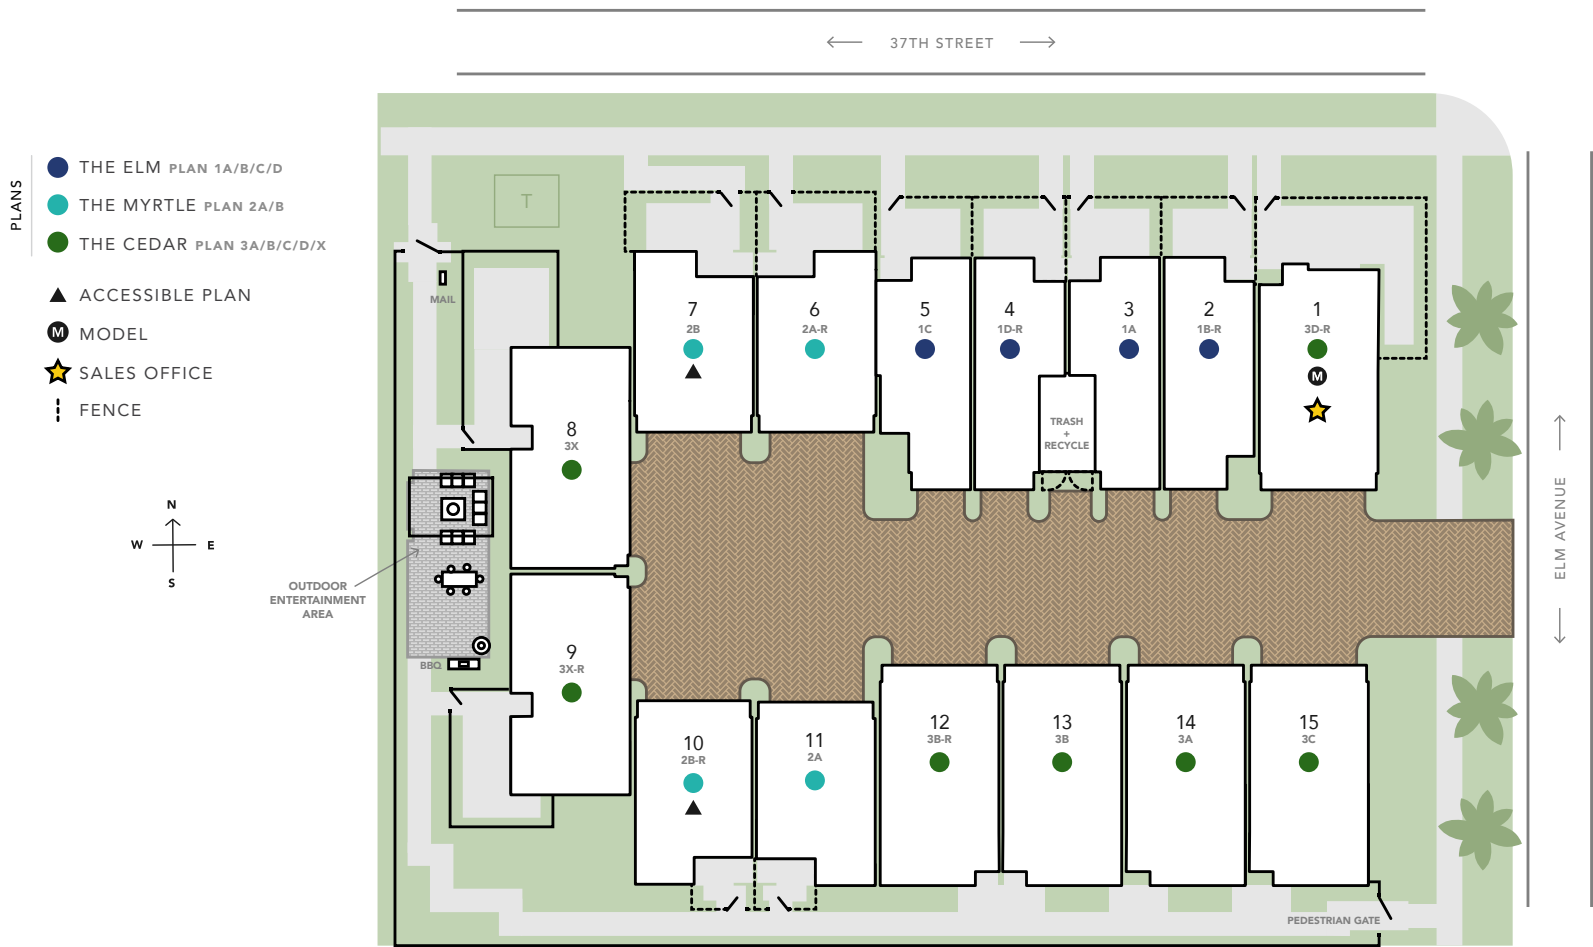 37TH STREET
PLANS
THE ELM PLAN 1A/B/C/D
THE MYRTLE PLAN 2A/B
THE CEDAR PLAN 3A/B/C/D/X
ACCESSIBLE PLAN
M MODEL
SALES OFFICE
FENCE
T
MAIL
7
2B
6
2A-R
5
1C
4
1D-R
3
1A
2
1B-R
1
3D-R
M
TRASH
+
RECYCLE
8
3X
N
W E
S
OUTDOOR
ENTERTAINMENT
AREA
BBQ
9
3X-R
ELM AVENUE
10
2B-R
11
2A
12
3B-R
13
3B
14
3A
15
3C
PEDESTRIAN GATE